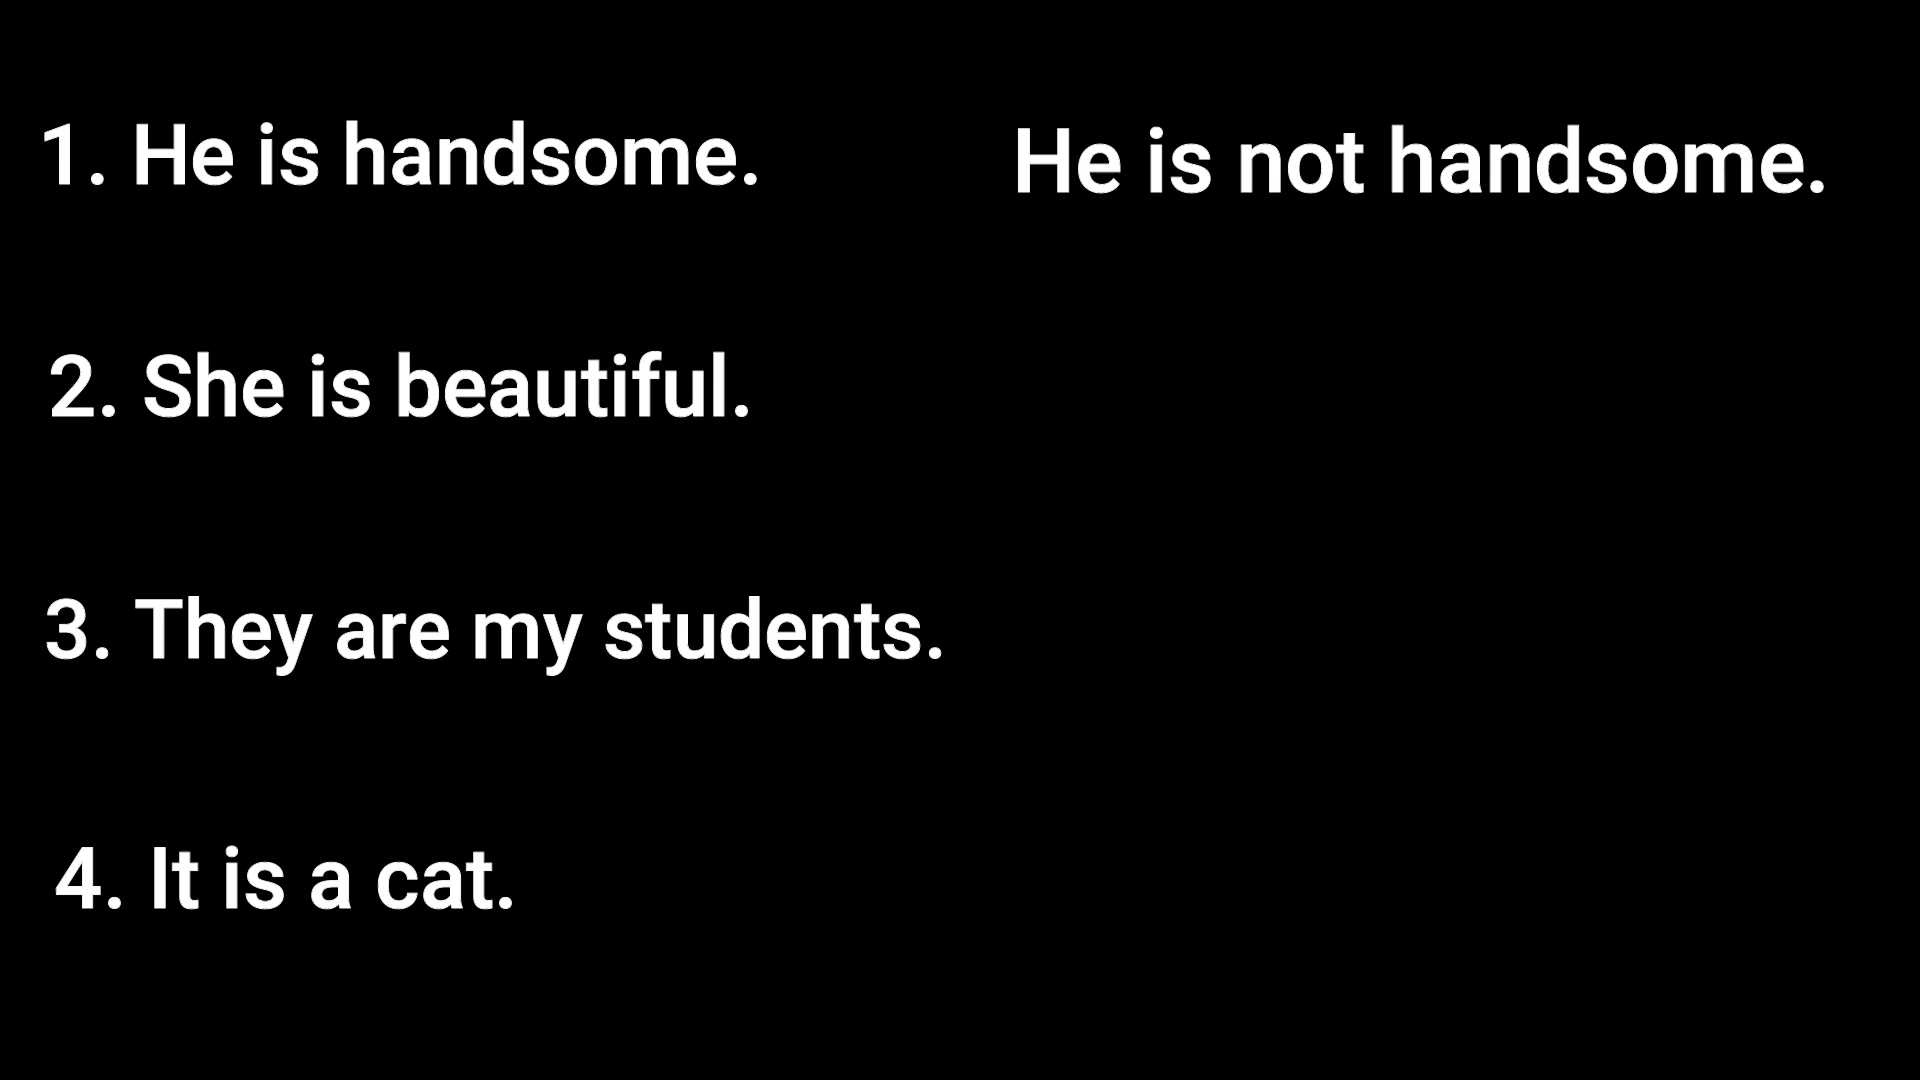 1. He is handsome.
He is not handsome.
2. She is beautiful.
3. They are my students.
4. It is a cat.